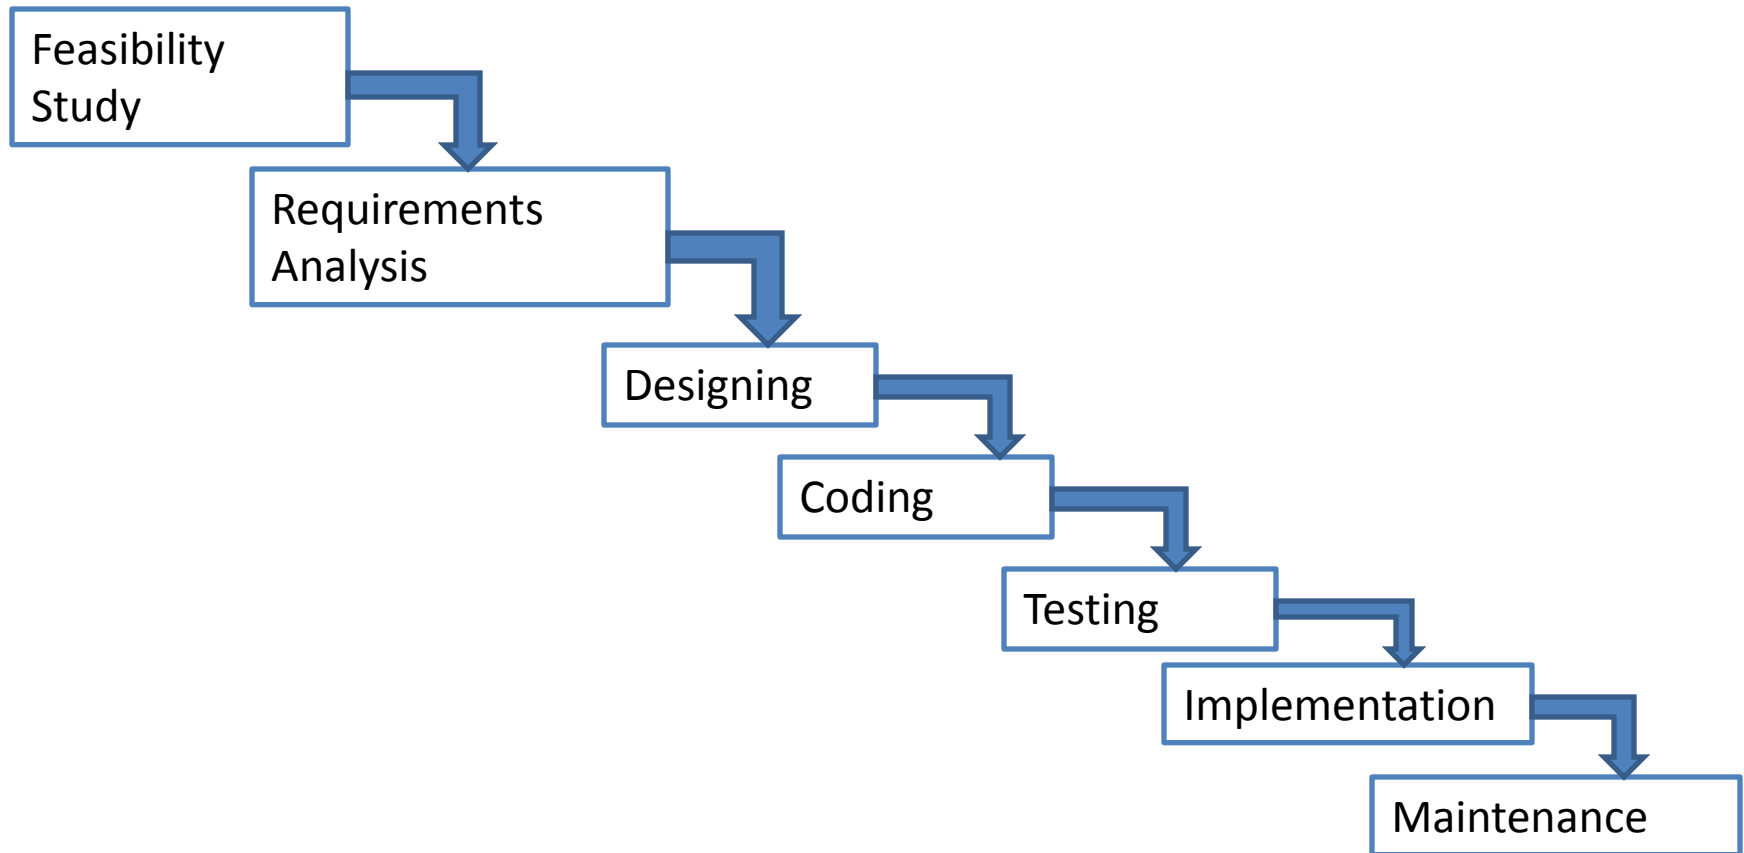 Feasibility
Study
Requirements
Analysis
Designing
Coding
Testing
Implementation
Maintenance